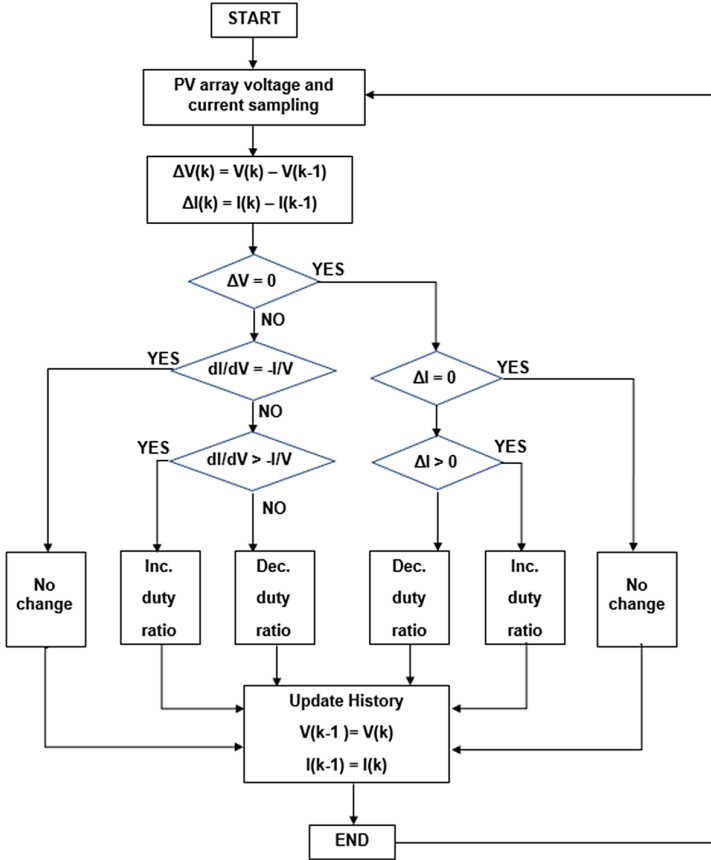 START
PV array voltage and
current sampling
ΔV(k) = V(k) – V(k-1)
ΔI(k) = I(k) – I(k-1)
ΔV = 0
YES
NO
dI/dV = -I/V
YES
NO
ΔI = 0
YES
dI/dV > -I/V
YES
NO
ΔI > 0
YES
No
change
Inc.
duty
ratio
Dec.
duty
ratio
Dec.
duty
ratio
Inc.
duty
ratio
No
change
Update History
V(k-1 )= V(k)
I(k-1) = I(k)
END